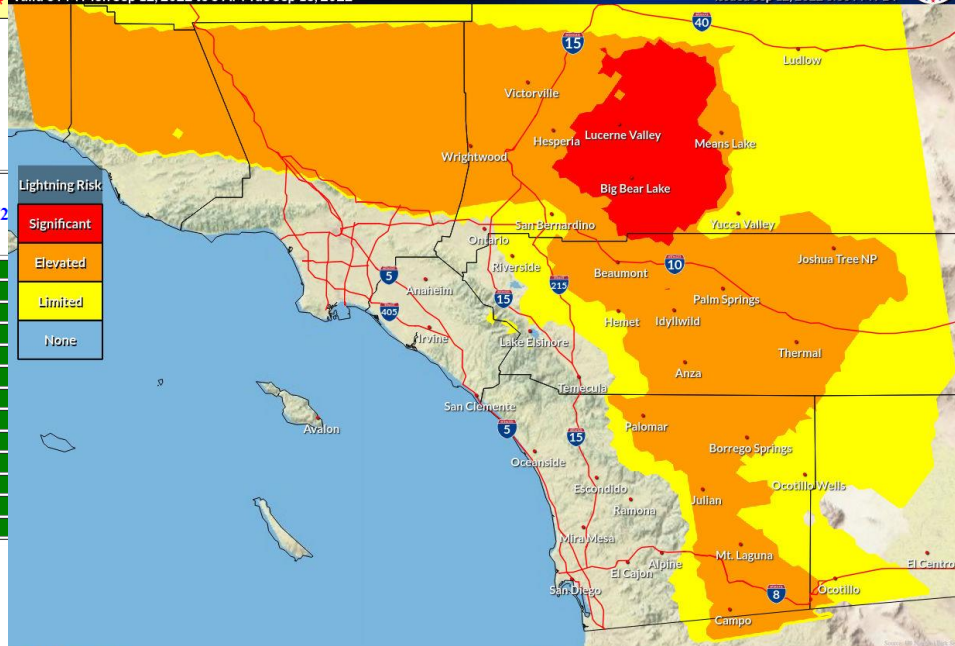 40
15
Ludlow
Victorville
Hesperia
Lucerne Valley
Means Lake
Wrightwood
Lightning Risk
Big Bear Lake
2
Significant
San Bernardino
Yucca Valley
Ontario
Elevated
Riverside
Beaumont
10
Joshua Tree NP
5
Anaheim
215
Palm Springs
Limited
15
405
Hemet
Idyllwild
None
Irvine
Lake Elsinore
Thermal
Anza
Temecula
San Clemente
Avalon
Palomar
5
15
Borrego Springs
Oceanside
Escondido
Ocotillo Wells
Julian
Ramona
Mira Mesa
Mt. Laguna
El Cajon
Alpine
El Centro
San Diego
8
Ocotillo
Campo